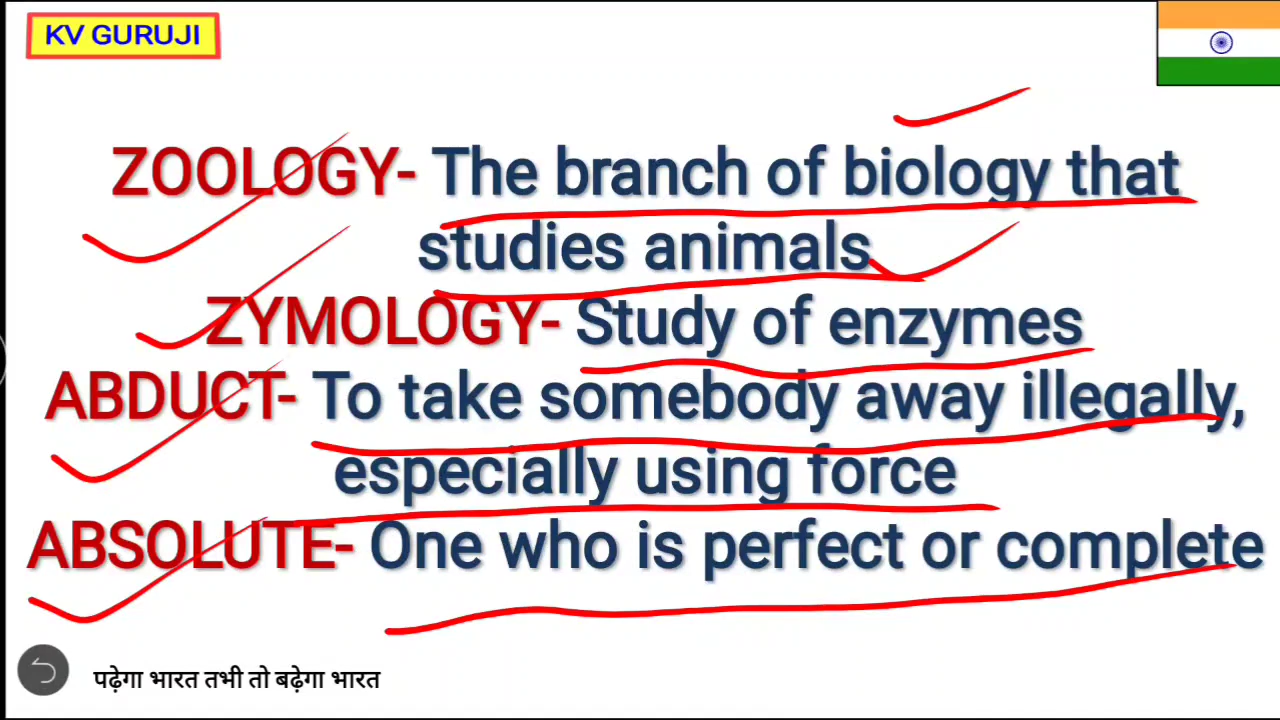 KV GURUJI
ZOOLOGY- The branch of biology that
studies animals
ZYMOLOGY- Study of enzymes
ABDUCT- To take somebody away illegally,
especially using force
ABSOLUTE- One who is perfect or complete
पढ़ेगा भारत तभी तो बढ़ेगा भारत